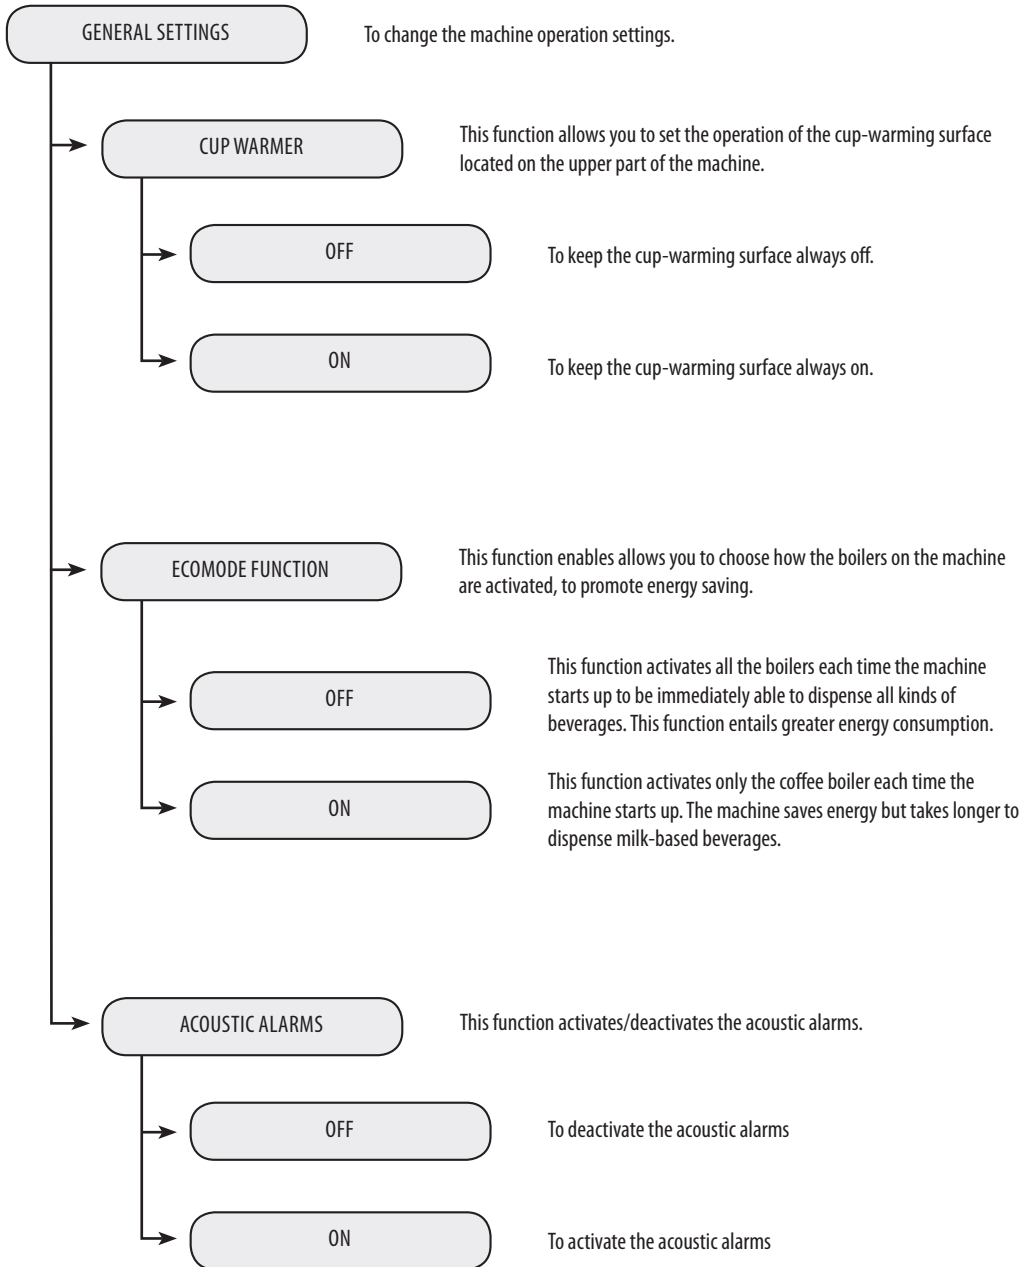 GENERAL SETTINGS
To change the machine operation settings.
CUP WARMER
This function allows you to set the operation of the cup-warming surface
located on the upper part of the machine.
OFF
To keep the cup-warming surface always off.
ON
To keep the cup-warming surface always on.
ECOMODE FUNCTION
This function enables allows you to choose how the boilers on the machine
are activated, to promote energy saving.
OFF
This function activates all the boilers each time the machine
starts up to be immediately able to dispense all kinds of
beverages. This function entails greater energy consumption.
ON
This function activates only the coffee boiler each time the
machine starts up. The machine saves energy but takes longer to
dispense milk-based beverages.
ACOUSTIC ALARMS
This function activates/deactivates the acoustic alarms.
OFF
To deactivate the acoustic alarms
ON
To activate the acoustic alarms